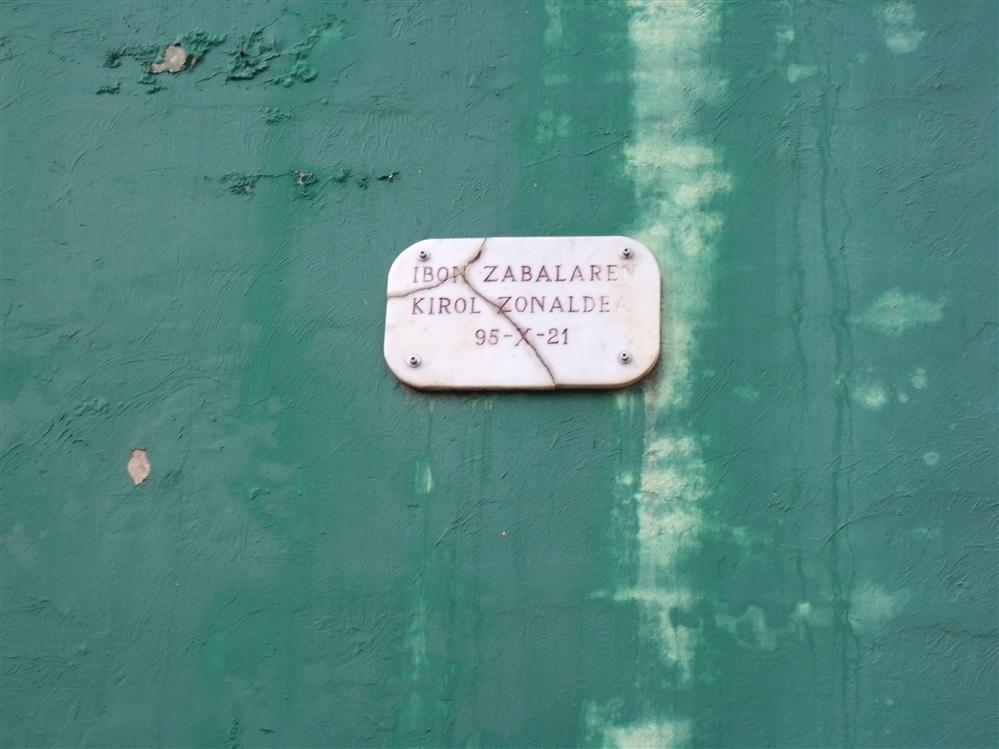 IBON ZABALAREN
KIROL ZONALDEA
95-X-21